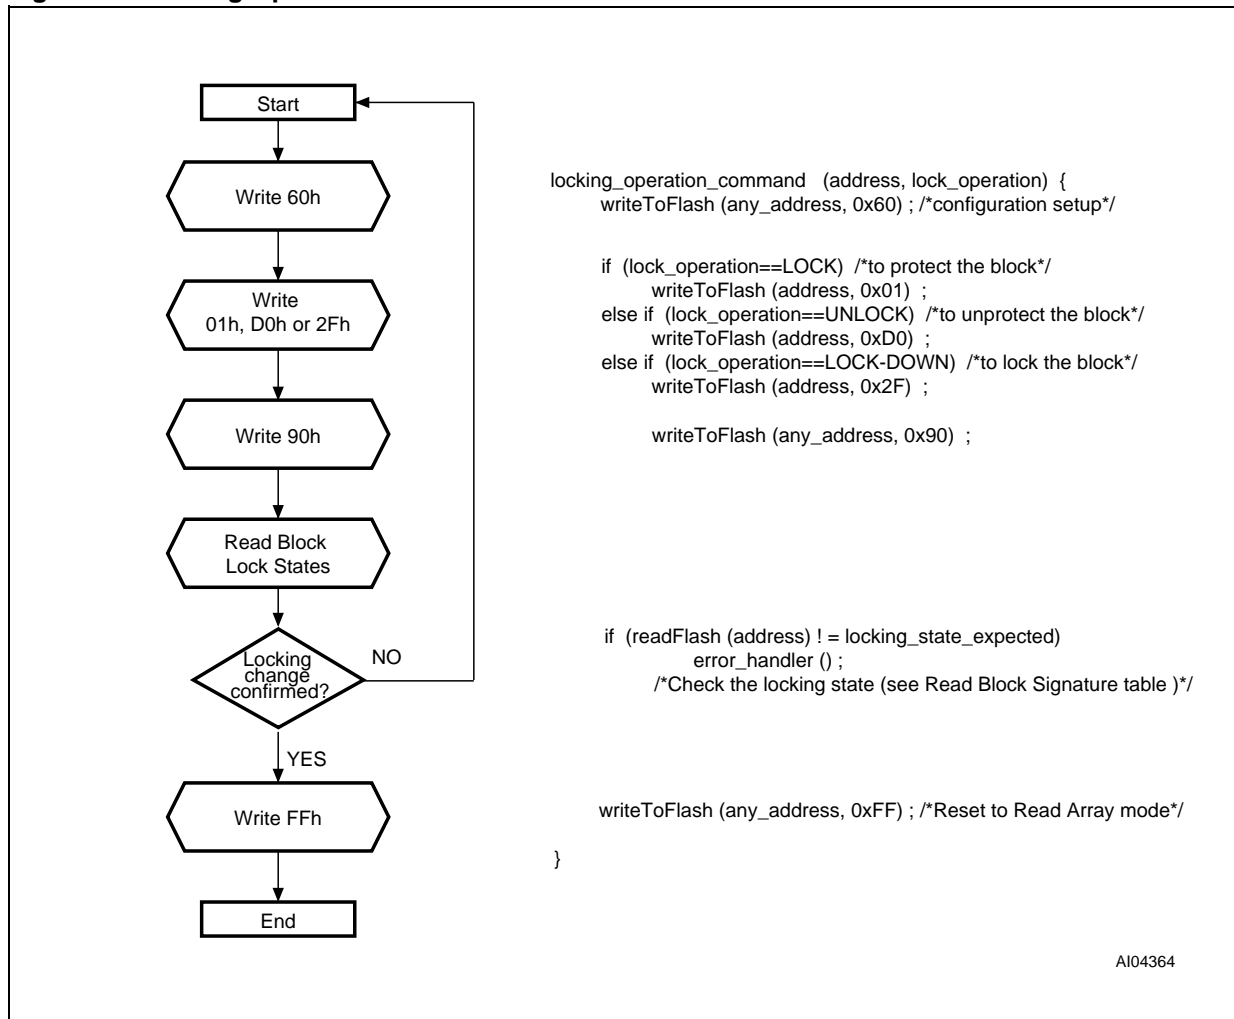 Start
Write 60h
Write
01h, D0h or 2Fh
Write 90h
Read Block
Lock States
Locking
change
confirmed?
NO
YES
Write FFh
End
locking_operation_command (address, lock_operation) {
writeToFlash (any_address, 0x60) ; /*configuration setup*/
if (lock_operation==LOCK) /*to protect the block*/
writeToFlash (address, 0x01) ;
else if (lock_operation==UNLOCK) /*to unprotect the block*/
writeToFlash (address, 0xD0) ;
else if (lock_operation==LOCK-DOWN) /*to lock the block*/
writeToFlash (address, 0x2F) ;
writeToFlash (any_address, 0x90) ;
if (readFlash (address) ! = locking_state_expected)
error_handler () ;
/*Check the locking state (see Read Block Signature table )*/
writeToFlash (any_address, 0xFF) ; /*Reset to Read Array mode*/
}
AI04364